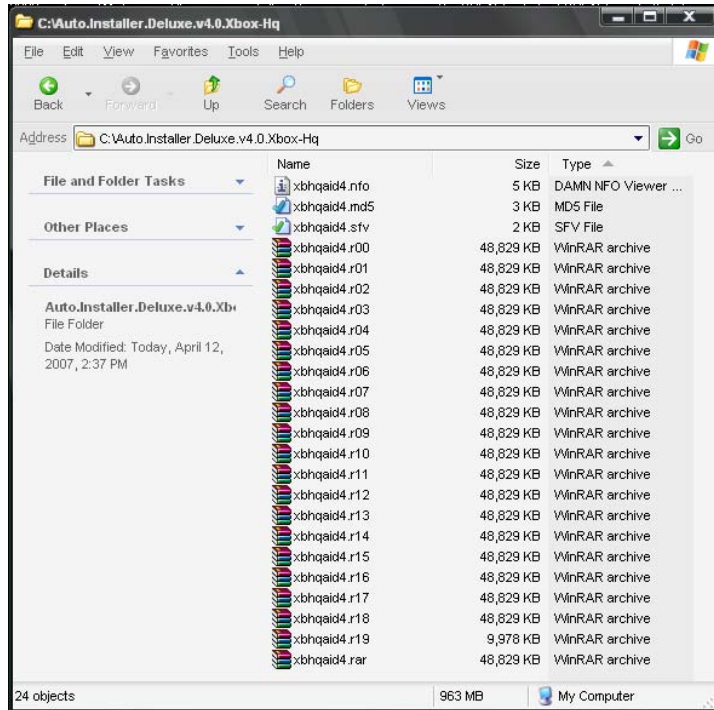 C:\Auto.Installer.Deluxe.v4.0.Xbox-Hq
File Edit View Favorites Tools Help
Back Forward Up Search Folders Views
Address C:\Auto.Installer.Deluxe.v4.0.Xbox-Hq Go
File and Folder Tasks
Other Places
Details
Auto.Installer.Deluxe.v4.0.Xb
File Folder
Date Modified: Today, April 12,
2007, 2:37 PM
Name Size Type
xbhqaid4.nfo 5 KB DAMN NFO Viewer ...
xbhqaid4.md5 3 KB MD5 File
xbhqaid4.sfv 2 KB SFV File
xbhqaid4.r00 48,829 KB WinRAR archive
xbhqaid4.r01 48,829 KB WinRAR archive
xbhqaid4.r02 48,829 KB WinRAR archive
xbhqaid4.r03 48,829 KB WinRAR archive
xbhqaid4.r04 48,829 KB WinRAR archive
xbhqaid4.r05 48,829 KB WinRAR archive
xbhqaid4.r06 48,829 KB WinRAR archive
xbhqaid4.r07 48,829 KB WinRAR archive
xbhqaid4.r08 48,829 KB WinRAR archive
xbhqaid4.r09 48,829 KB WinRAR archive
xbhqaid4.r10 48,829 KB WinRAR archive
xbhqaid4.r11 48,829 KB WinRAR archive
xbhqaid4.r12 48,829 KB WinRAR archive
xbhqaid4.r13 48,829 KB WinRAR archive
xbhqaid4.r14 48,829 KB WinRAR archive
xbhqaid4.r15 48,829 KB WinRAR archive
xbhqaid4.r16 48,829 KB WinRAR archive
xbhqaid4.r17 48,829 KB WinRAR archive
xbhqaid4.r18 48,829 KB WinRAR archive
xbhqaid4.r19 9,978 KB WinRAR archive
xbhqaid4.rar 48,829 KB WinRAR archive
24 objects 963 MB My Computer